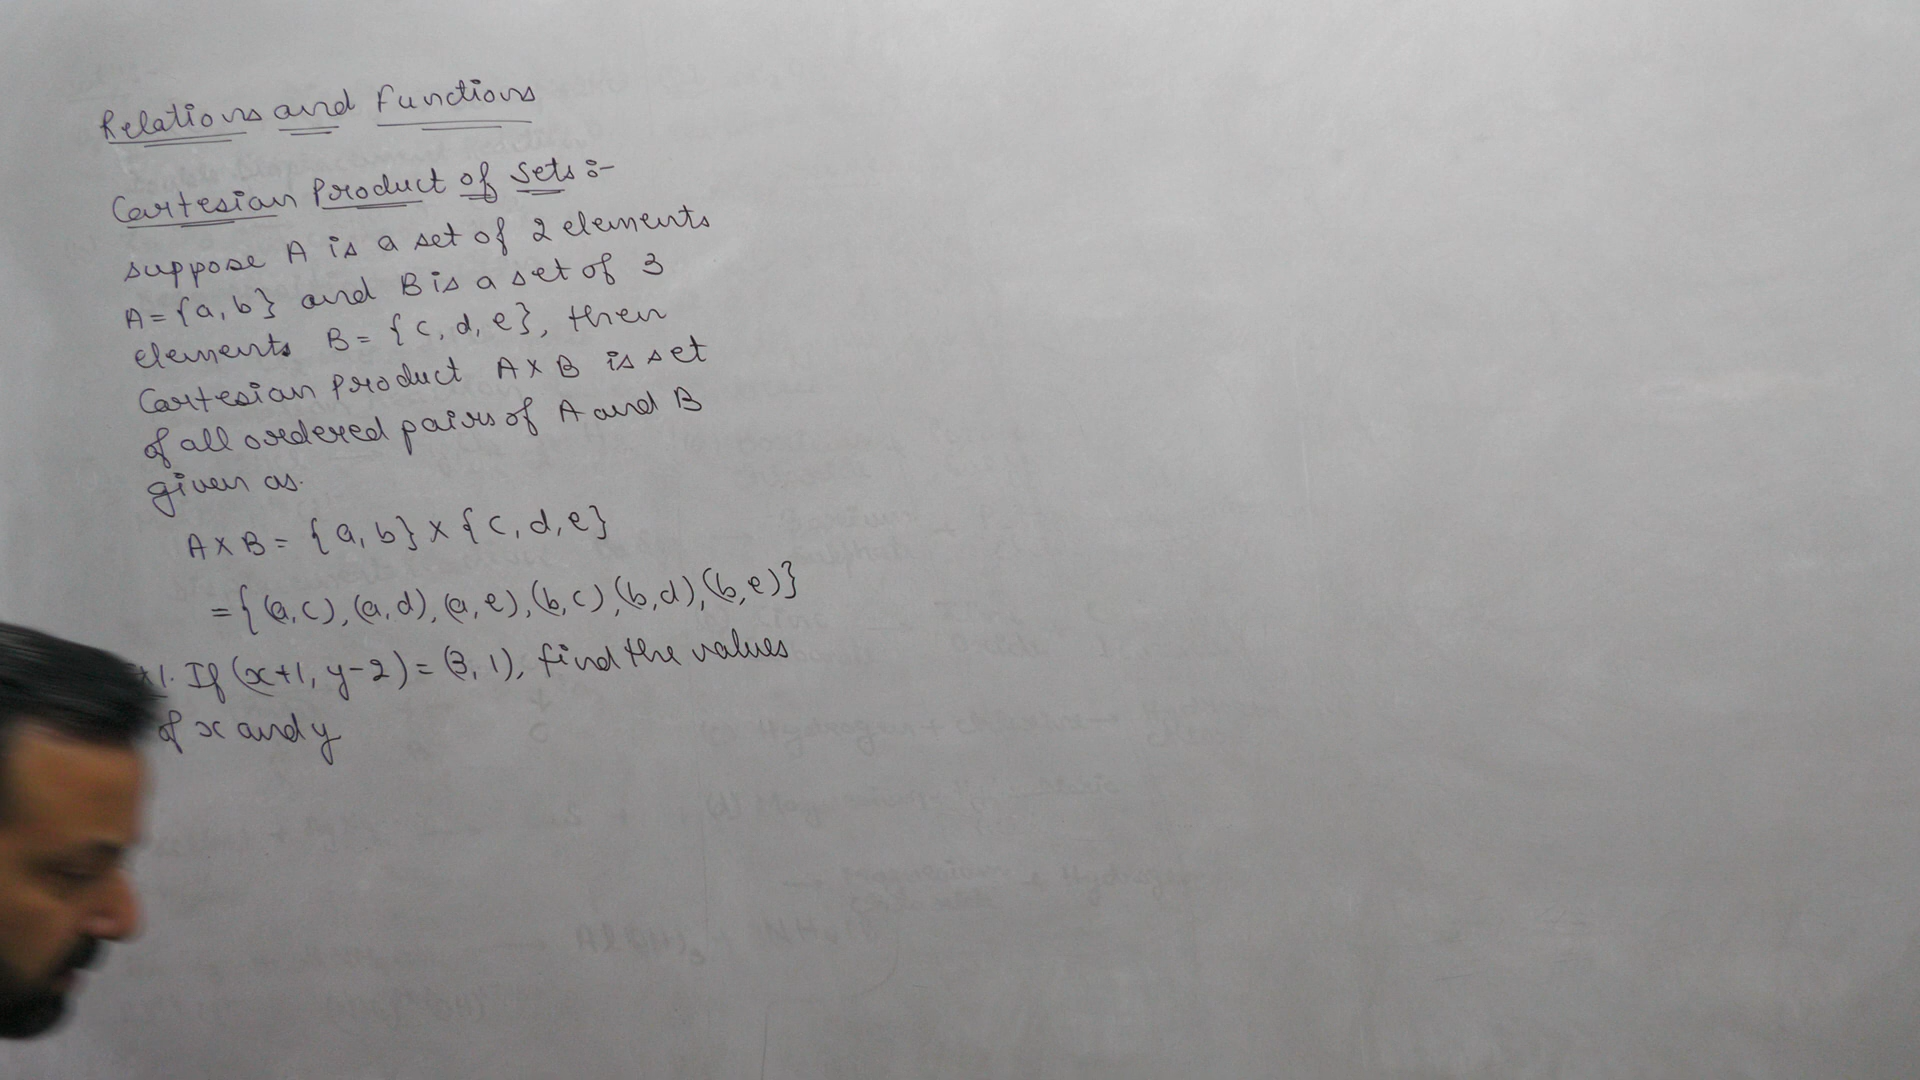 Relations and Functions
Cartesian Product of Sets :-
suppose A is a set of 2 elements
A = {a, b} and B is a set of 3
elements B = {c, d, e}, then
Cartesian Product A × B is set
of all ordered pairs of A and B
given as.
A × B = {a, b} × {c, d, e}
= {(a, c), (a, d), (a, e), (b, c), (b, d), (b, e)}
1. If (x+1, y-2) = (3, 1), find the values
of x and y